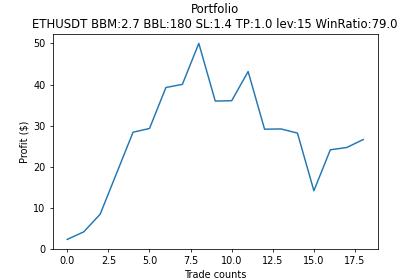 Portfolio
ETHUSDT BBM:2.7 BBL:180 SL:1.4 TP:1.0 lev:15 WinRatio:79.0
50
40
30
20
10
0
Profit ($)
0.0 2.5 5.0 7.5 10.0 12.5 15.0 17.5
Trade counts